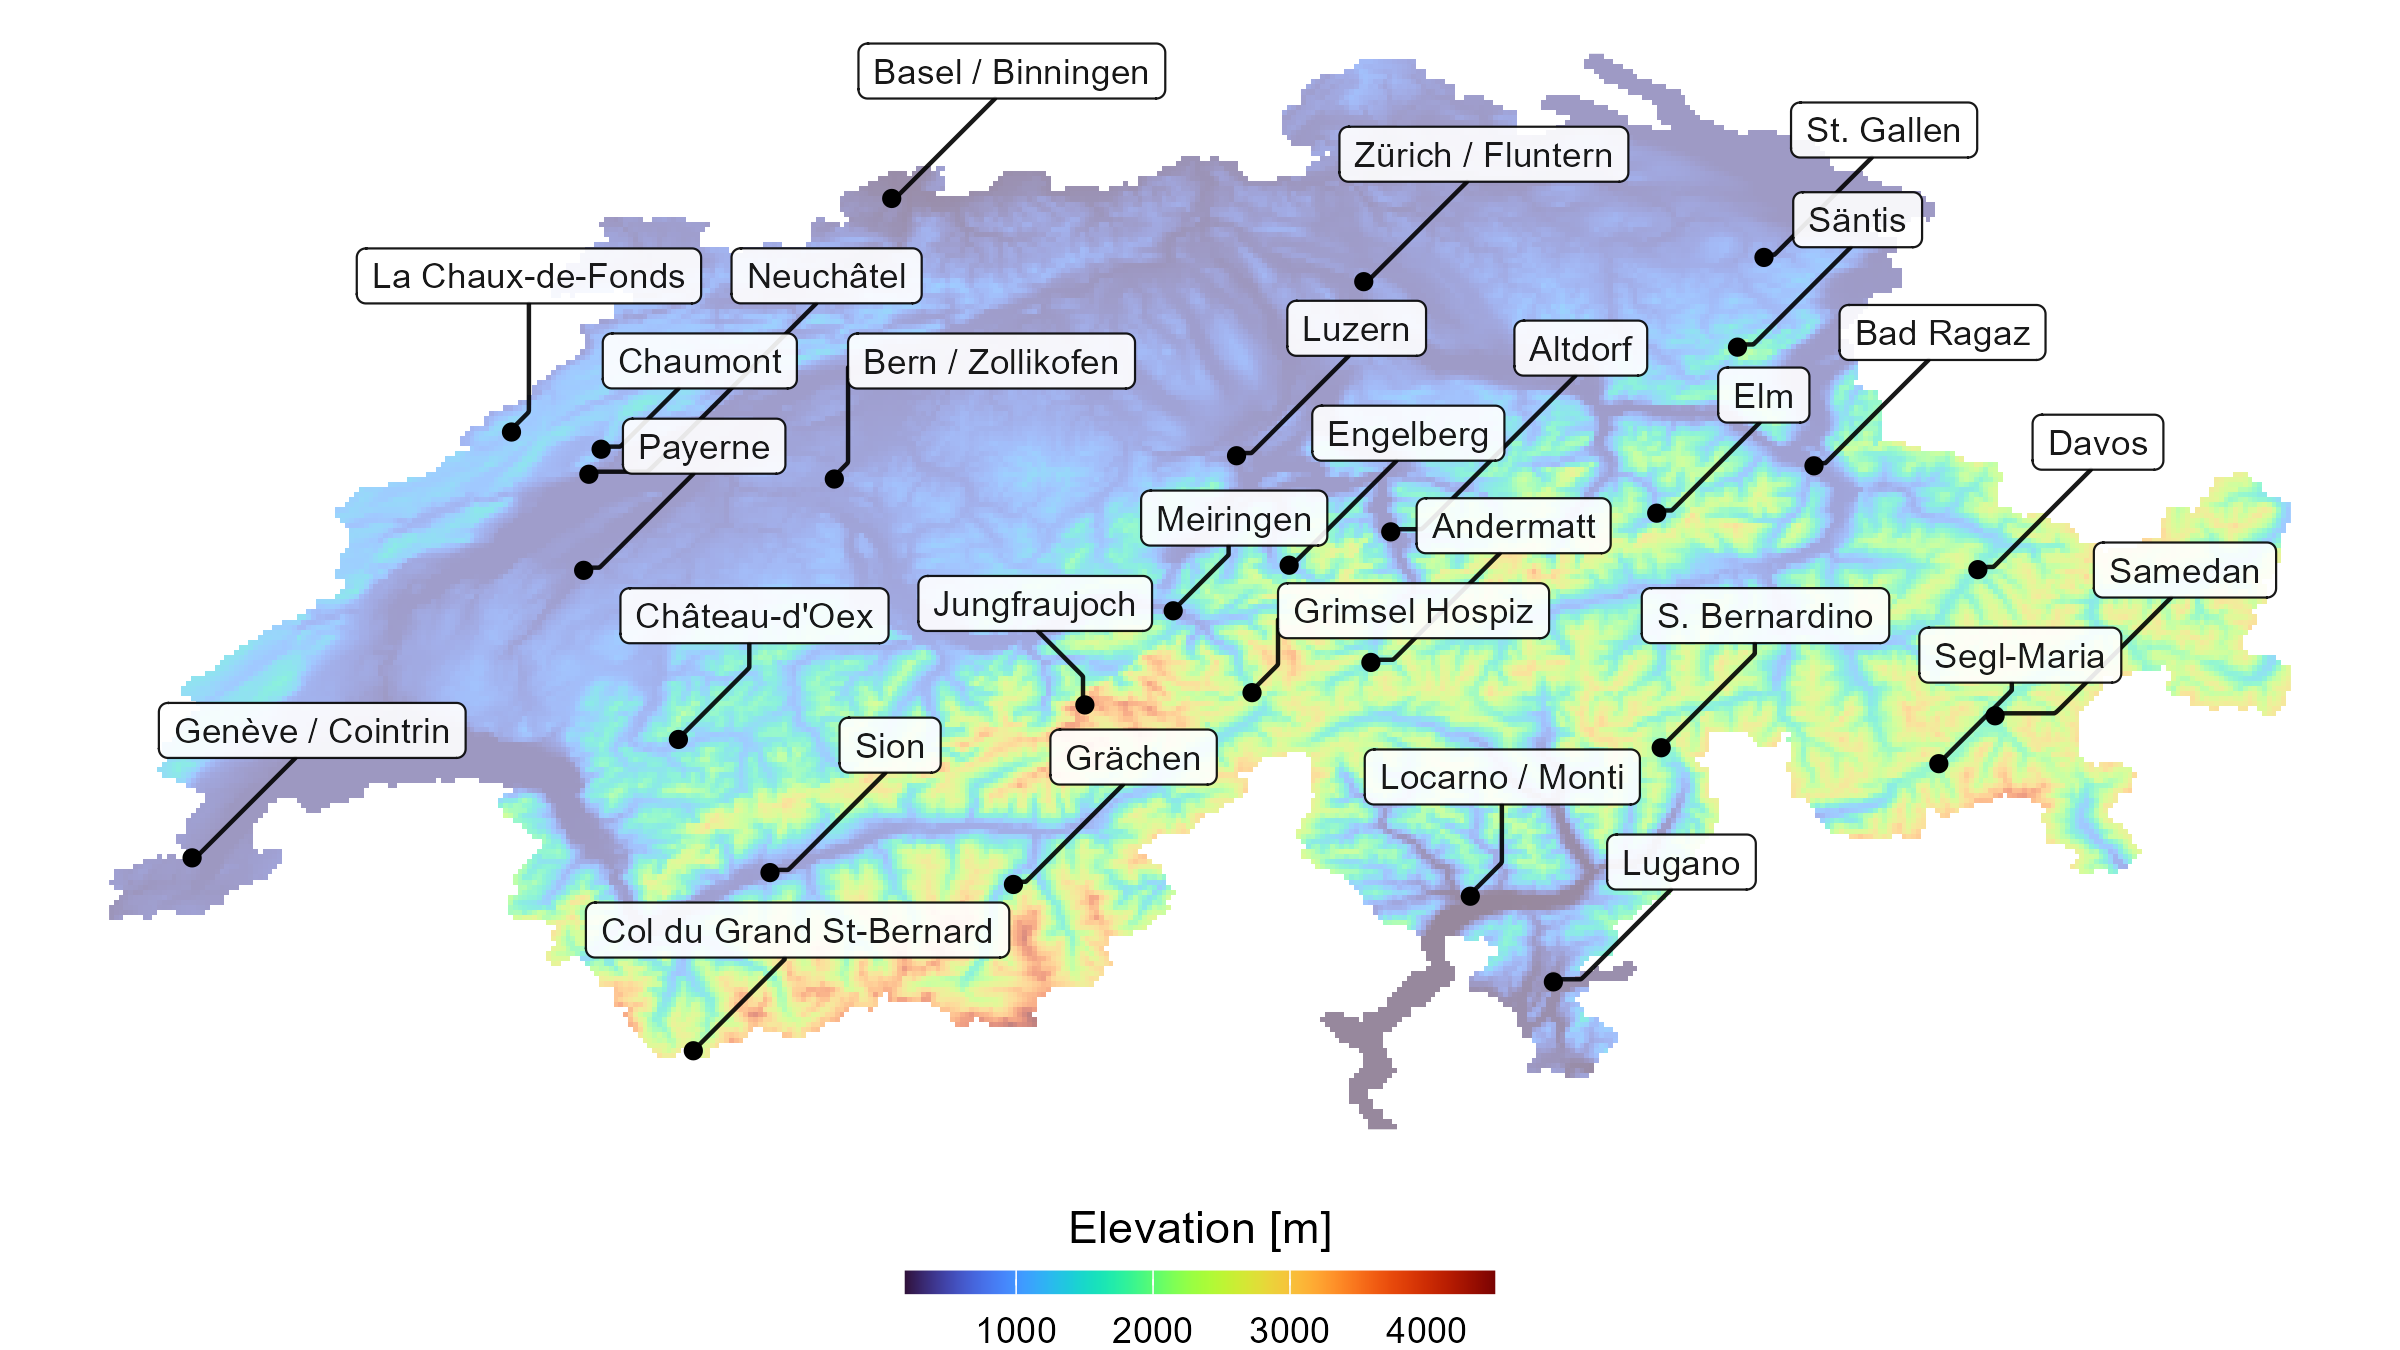 Basel / Binningen
St. Gallen
Zürich / Fluntern
Säntis
La Chaux-de-Fonds
Neuchâtel
Luzern
Bad Ragaz
Altdorf
Chaumont
Bern / Zollikofen
Elm
Engelberg
Davos
Payerne
Meiringen
Andermatt
Samedan
Jungfraujoch
Grimsel Hospiz
Château-d'Oex
S. Bernardino
Segl-Maria
Genève / Cointrin
Sion
Grächen
Locarno / Monti
Lugano
Col du Grand St-Bernard
Elevation [m]
1000 2000 3000 4000